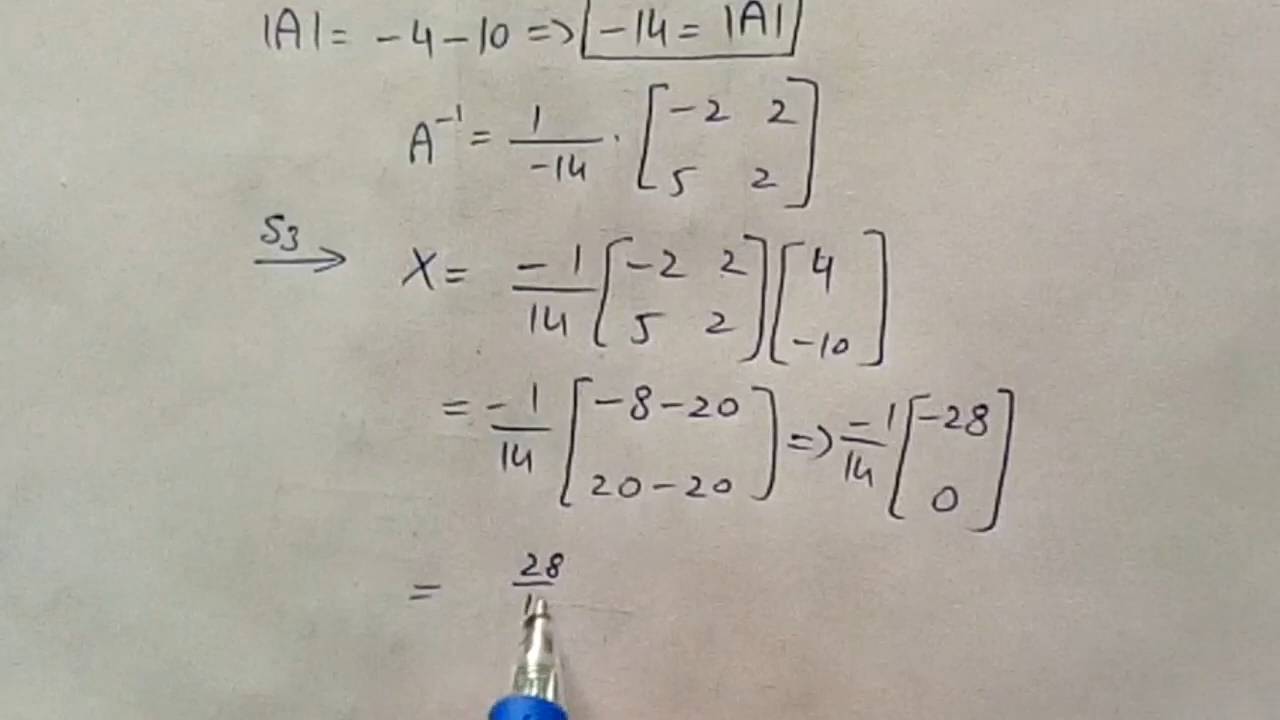 |A| = -4-10 => -14 = |A|
A⁻¹ = 1/-14 · [-2 2; 5 2]
S3 → X = -1/14 [-2 2; 5 2] [4; -10]
= -1/14 [-8-20; 20-20] => -1/14 [-28; 0]
= 28/1